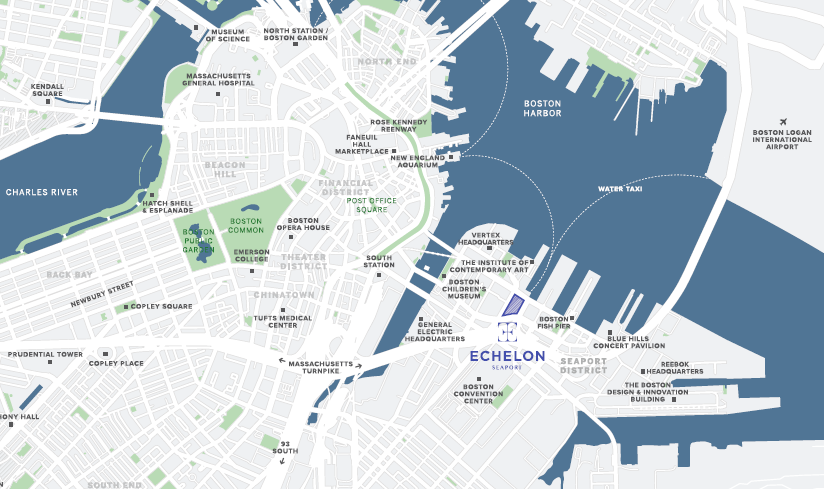 MUSEUM
OF SCIENCE
NORTH STATION /
BOSTON GARDEN
NORTH END
MASSACHUSETTS
GENERAL HOSPITAL
KENDALL
SQUARE
BOSTON
HARBOR
ROSE KENNEDY
REENWAY
FANEUIL
HALL
MARKETPLACE
NEW ENGLAND
AQUARIUM
BOSTON LOGAN
INTERNATIONAL
AIRPORT
BEACON
HILL
FINANCIAL
DISTRICT
CHARLES RIVER
WATER TAXI
HATCH SHELL
& ESPLANADE
POST OFFICE
SQUARE
BOSTON
COMMON
BOSTON
PUBLIC
GARDEN
BOSTON
OPERA HOUSE
VERTEX
HEADQUARTERS
EMERSON
COLLEGE
THEATER
DISTRICT
SOUTH
STATION
THE INSTITUTE OF
CONTEMPORARY ART
BACK BAY
NEWBURY STREET
BOSTON
CHILDREN'S
MUSEUM
CHINATOWN
COPLEY SQUARE
TUFTS MEDICAL
CENTER
GENERAL
ELECTRIC
HEADQUARTERS
BOSTON
FISH PIER
ECHELON
SEAPORT
BLUE HILLS
CONCERT PAVILION
PRUDENTIAL TOWER
COPLEY PLACE
MASSACHUSETTS
TURNPIKE
SEAPORT
DISTRICT
REEBOK
HEADQUARTERS
BOSTON
CONVENTION
CENTER
THE BOSTON
DESIGN & INNOVATION
BUILDING
ONY HALL
93
SOUTH
SOUTH END
N